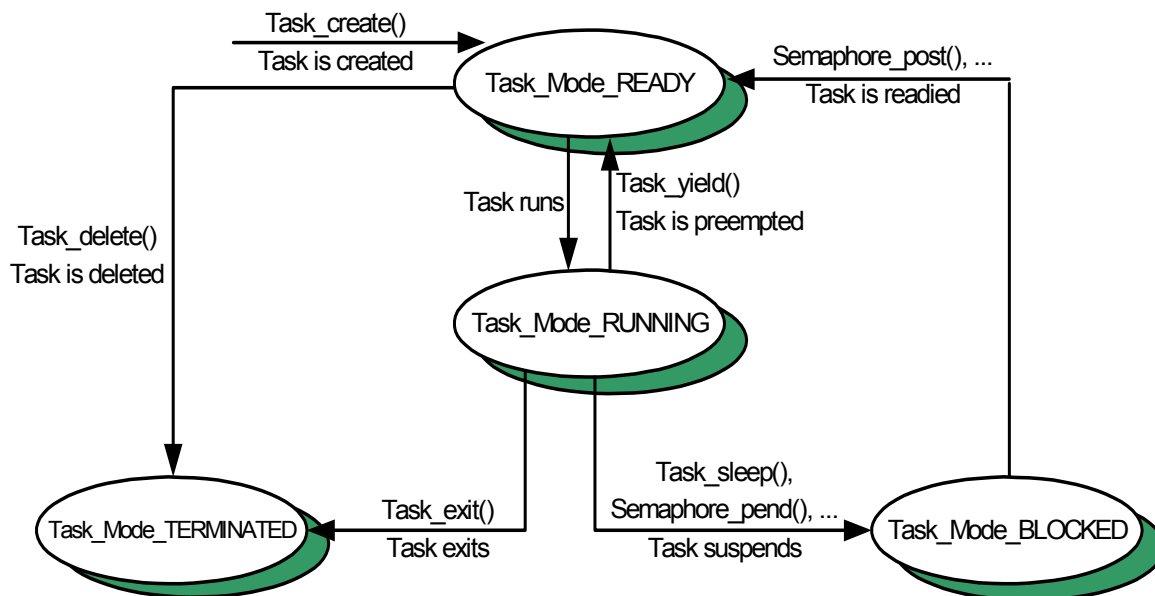 Task_create()
Task is created
Task_Mode_READY
Semaphore_post(), ...
Task is readied
Task_yield()
Task runs
Task is preempted
Task_delete()
Task is deleted
Task_Mode_RUNNING
Task_sleep(),
Task_exit()
Semaphore_pend(), ...
Task_Mode_TERMINATED
Task_Mode_BLOCKED
Task exits
Task suspends